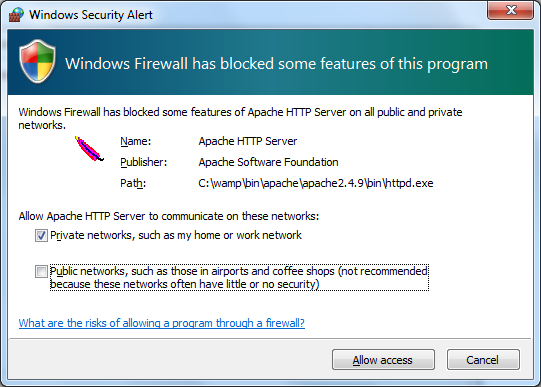 Windows Security Alert
Windows Firewall has blocked some features of this program
Windows Firewall has blocked some features of Apache HTTP Server on all public and private
networks.
Name: Apache HTTP Server
Publisher: Apache Software Foundation
Path: C:\wamp\bin\apache\apache2.4.9\bin\httpd.exe
Allow Apache HTTP Server to communicate on these networks:
Private networks, such as my home or work network
Public networks, such as those in airports and coffee shops (not recommended
because these networks often have little or no security)
What are the risks of allowing a program through a firewall?
Allow access Cancel